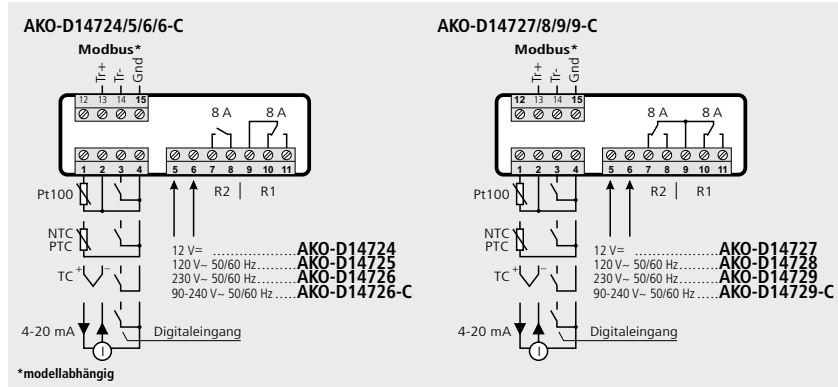 AKO-D14724/5/6/6-C
Modbus*
Tr+ Tr- Gnd
12 13 14 15
8 A 8 A
1 2 3 4 5 6 7 8 9 10 11
Pt100
R2 | R1
NTC
PTC
TC + -
12 V≂ ........................ AKO-D14724
120 V~ 50/60 Hz........ AKO-D14725
230 V~ 50/60 Hz........ AKO-D14726
90-240 V~ 50/60 Hz ..... AKO-D14726-C
4-20 mA
I
Digitaleingang
*modellabhängig
AKO-D14727/8/9/9-C
Modbus*
Tr+ Tr- Gnd
12 13 14 15
8 A 8 A
1 2 3 4 5 6 7 8 9 10 11
Pt100
R2 | R1
NTC
PTC
TC + -
12 V≂ ........................ AKO-D14727
120 V~ 50/60 Hz........ AKO-D14728
230 V~ 50/60 Hz........ AKO-D14729
90-240 V~ 50/60 Hz ..... AKO-D14729-C
4-20 mA
I
Digitaleingang